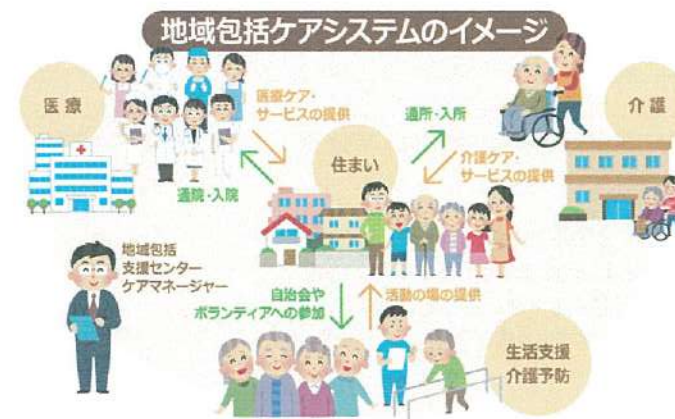 地域包括ケアシステムのイメージ
医療
医療ケア・
サービスの提供
通所・入所
介護
住まい
介護ケア・
サービスの提供
通院・入院
地域包括
支援センター
ケアマネージャー
自治会や
ボランティアへの参加
活動の場の提供
生活支援
介護予防